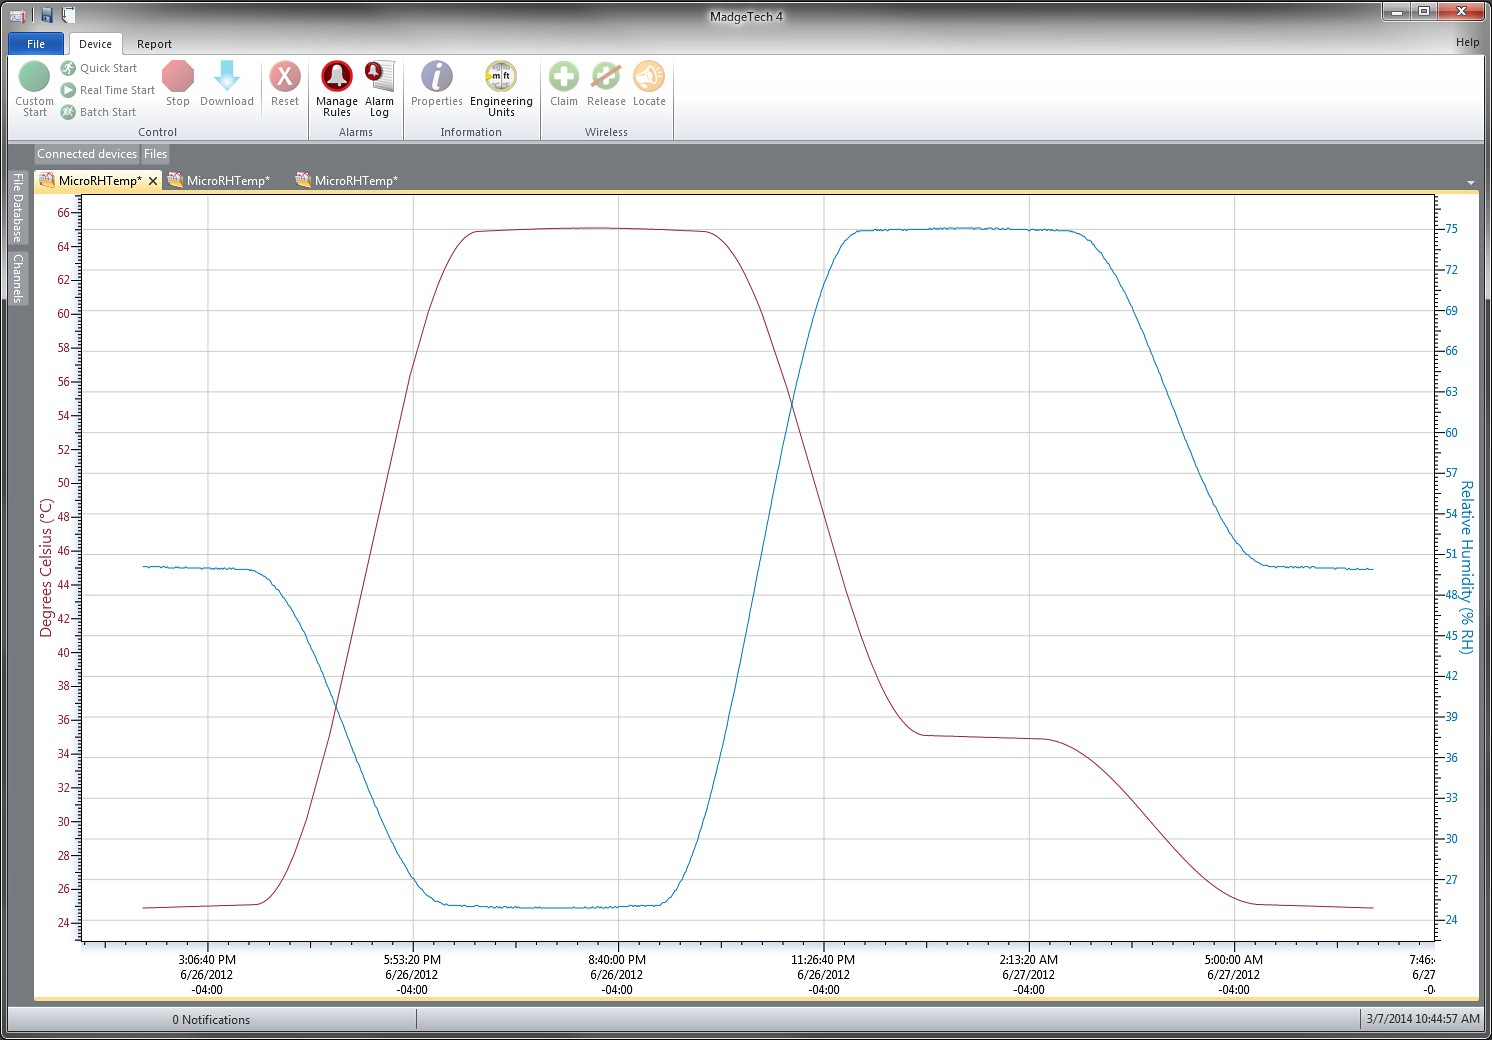 MadgeTech 4
File
Device
Report
Help
Custom Start
Quick Start
Real Time Start
Batch Start
Stop
Download
Reset
Control
Manage Rules
Alarm Log
Alarms
Properties
m ft
Engineering Units
Information
Claim
Release
Locate
Wireless
Connected devices
Files
File Database
Channels
MicroRHTemp*
MicroRHTemp*
MicroRHTemp*
Degrees Celsius (°C)
66
64
62
60
58
56
54
52
50
48
46
44
42
40
38
36
34
32
30
28
26
24
75
72
69
66
63
60
57
54
51
48
45
42
39
36
33
30
27
24
Relative Humidity (% RH)
3:06:40 PM
6/26/2012
-04:00
5:53:20 PM
6/26/2012
-04:00
8:40:00 PM
6/26/2012
-04:00
11:26:40 PM
6/26/2012
-04:00
2:13:20 AM
6/27/2012
-04:00
5:00:00 AM
6/27/2012
-04:00
7:46:
6/27
-0
0 Notifications
3/7/2014 10:44:57 AM